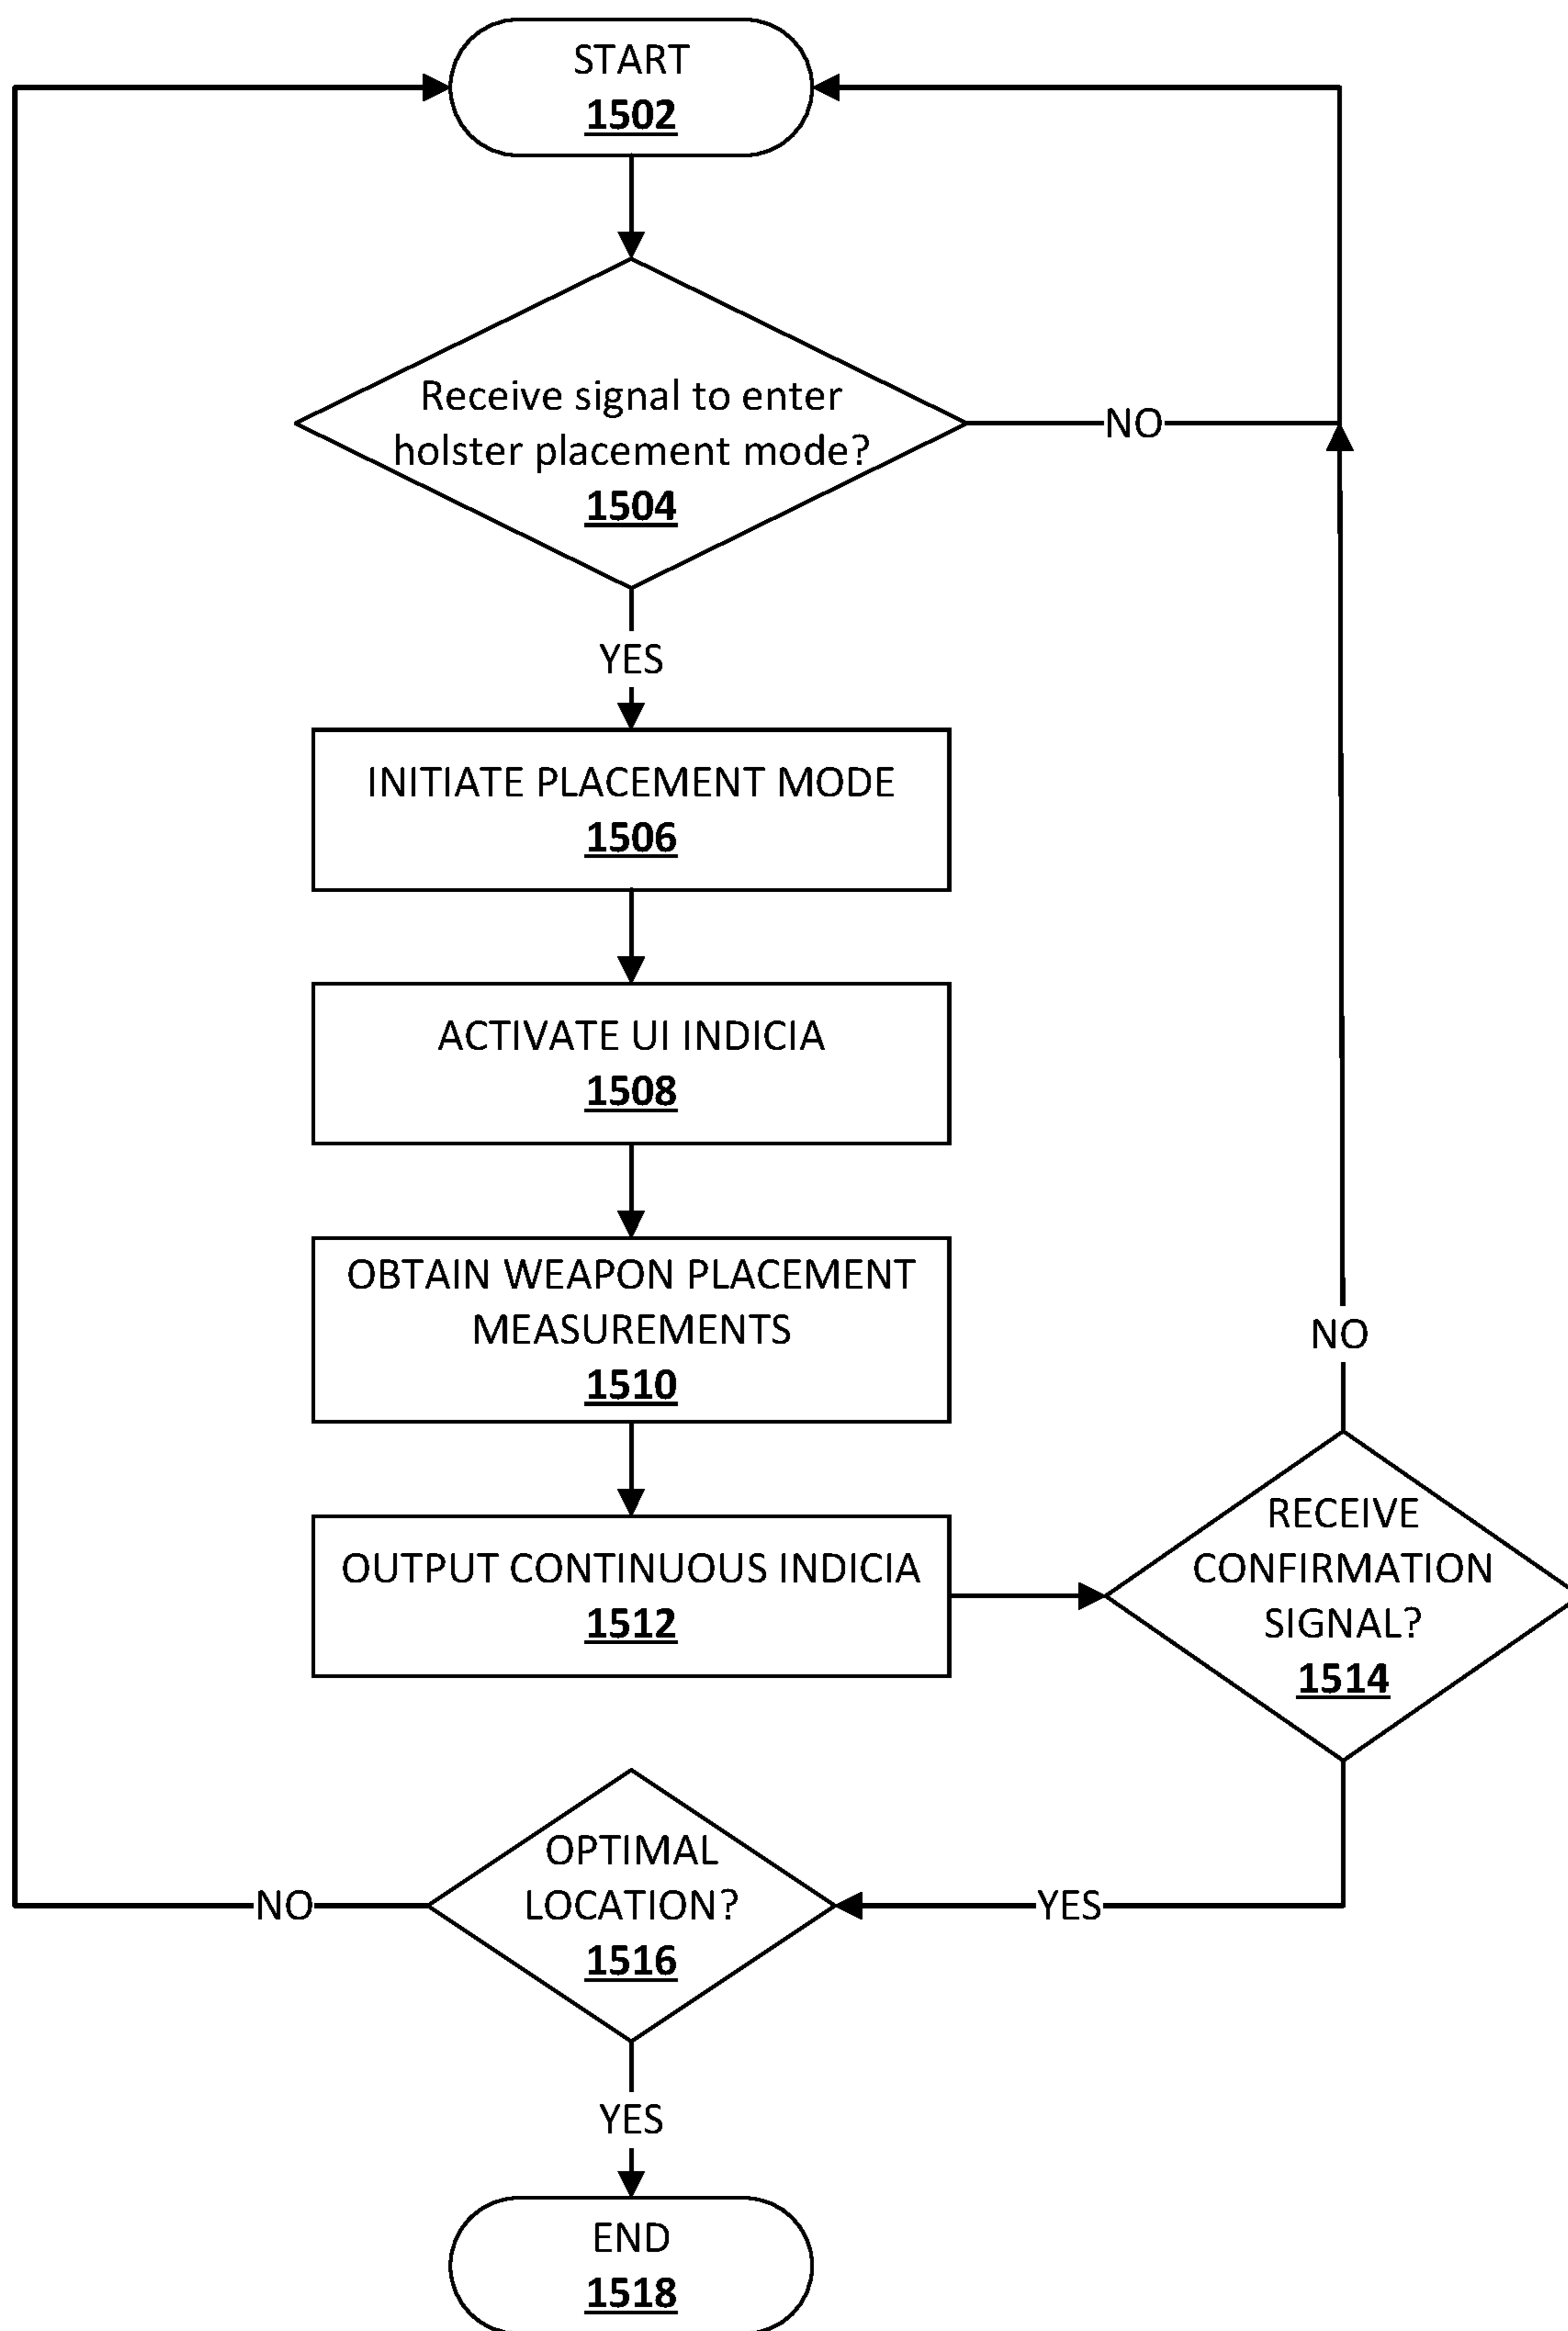 START
1502
Receive signal to enter
holster placement mode?
1504
NO
YES
INITIATE PLACEMENT MODE
1506
ACTIVATE UI INDICIA
1508
OBTAIN WEAPON PLACEMENT
MEASUREMENTS
1510
OUTPUT CONTINUOUS INDICIA
1512
NO
RECEIVE
CONFIRMATION
SIGNAL?
1514
YES
OPTIMAL
LOCATION?
1516
NO
YES
END
1518